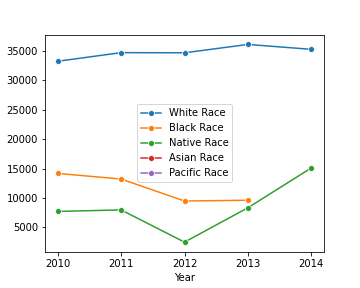 35000
30000
25000
20000
15000
10000
5000
White Race
Black Race
Native Race
Asian Race
Pacific Race
2010 2011 2012 2013 2014
Year